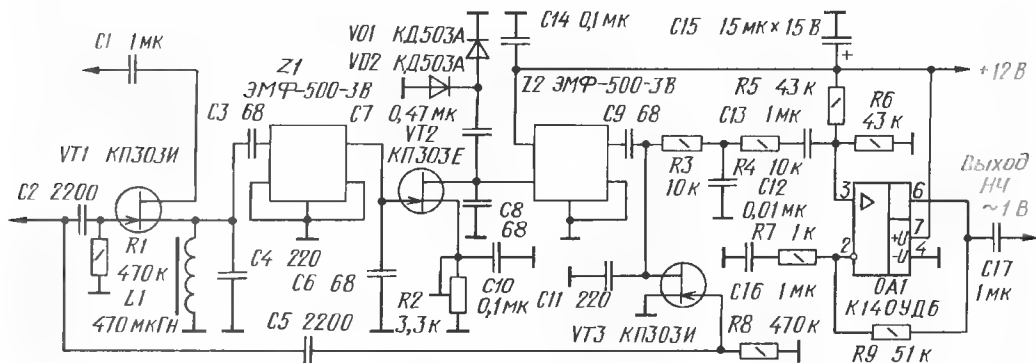 C1 1мк
VT1 КП303И
C2 2200
R1
470к
L1
470мкГн
C3 68
Z1
ЭМФ-500-3В
C4 220
C5 2200
C6 68
C7
VT2
КП303Е
0,47мк
VD1 КД503А
VD2 КД503А
C8
68
R2
3,3к
C10
0,1мк
C14 0,1мк
Z2 ЭМФ-500-3В
C9 68
C11 220
VT3 КП303И
R3
10к
R4
10к
C12
0,01мк
C13
1мк
C15 15мк×15В
+
+12В
R5
43к
R6
43к
R7 1к
C16 1мк
R8 470к
3
2
6
7
+U
-U
4
ОА1
К140УД6
R9 51к
C17
1мк
Выход
НЧ
~1В